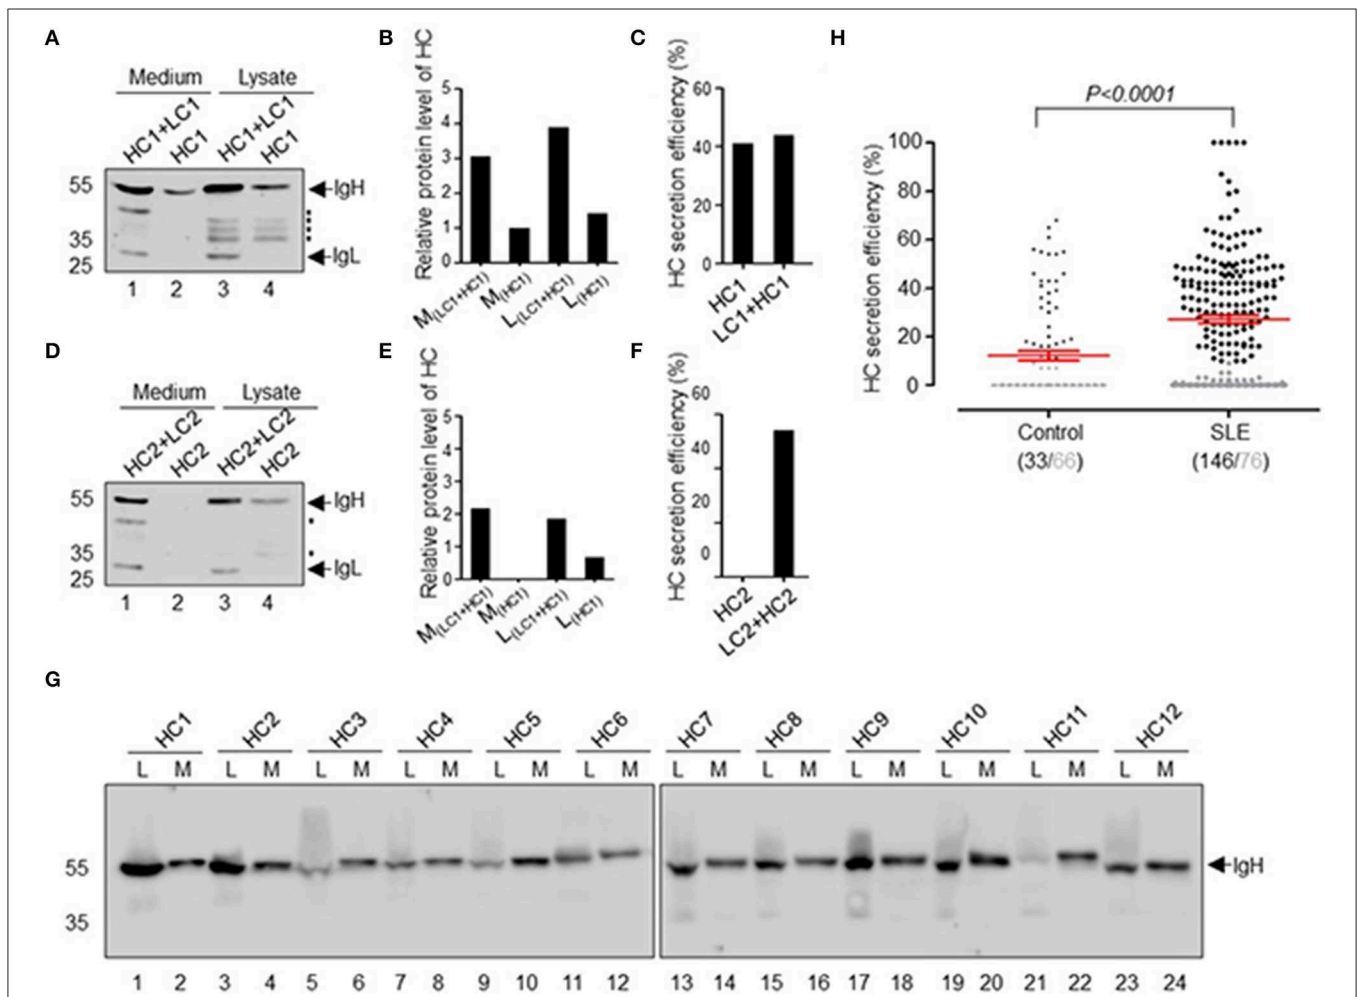 A
Medium Lysate
HC1+LC1 HC1 HC1+LC1 HC1
55
35
25
IgH
IgL
1 2 3 4
B
Relative protein level of HC
5
4
3
2
1
0
M(LC1+HC1) M(HC1) L(LC1+HC1) L(HC1)
C
HC secretion efficiency (%)
60
40
20
0
HC1 LC1+HC1
D
Medium Lysate
HC2+LC2 HC2 HC2+LC2 HC2
55
35
25
IgH
IgL
1 2 3 4
E
Relative protein level of HC
5
4
3
2
1
0
M(LC1+HC1) M(HC1) L(LC1+HC1) L(HC1)
F
HC secretion efficiency (%)
60
40
20
0
HC2 LC2+HC2
H
P<0.0001
HC secretion efficiency (%)
100
80
60
40
20
0
Control SLE
(33/66) (146/76)
G
HC1 HC2 HC3 HC4 HC5 HC6 HC7 HC8 HC9 HC10 HC11 HC12
L M L M L M L M L M L M L M L M L M L M L M L M
55
35
IgH
1 2 3 4 5 6 7 8 9 10 11 12 13 14 15 16 17 18 19 20 21 22 23 24